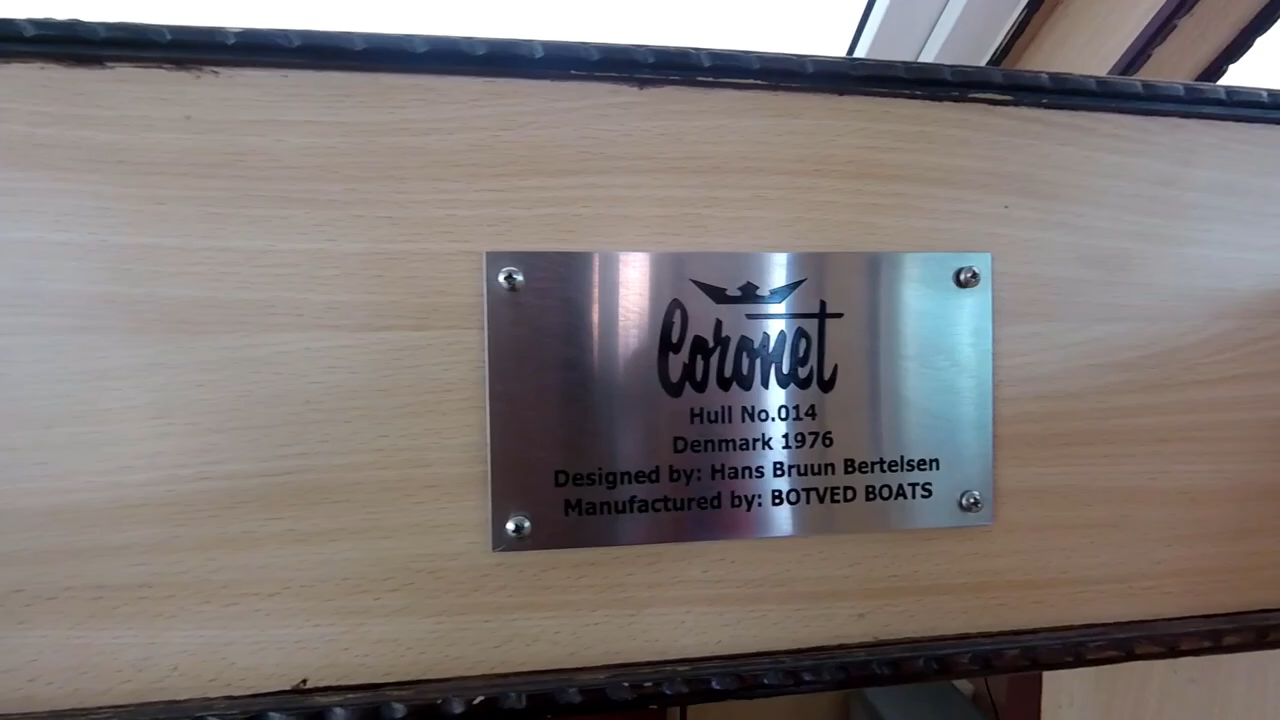 Coronet
Hull No.014
Denmark 1976
Designed by: Hans Bruun Bertelsen
Manufactured by: BOTVED BOATS